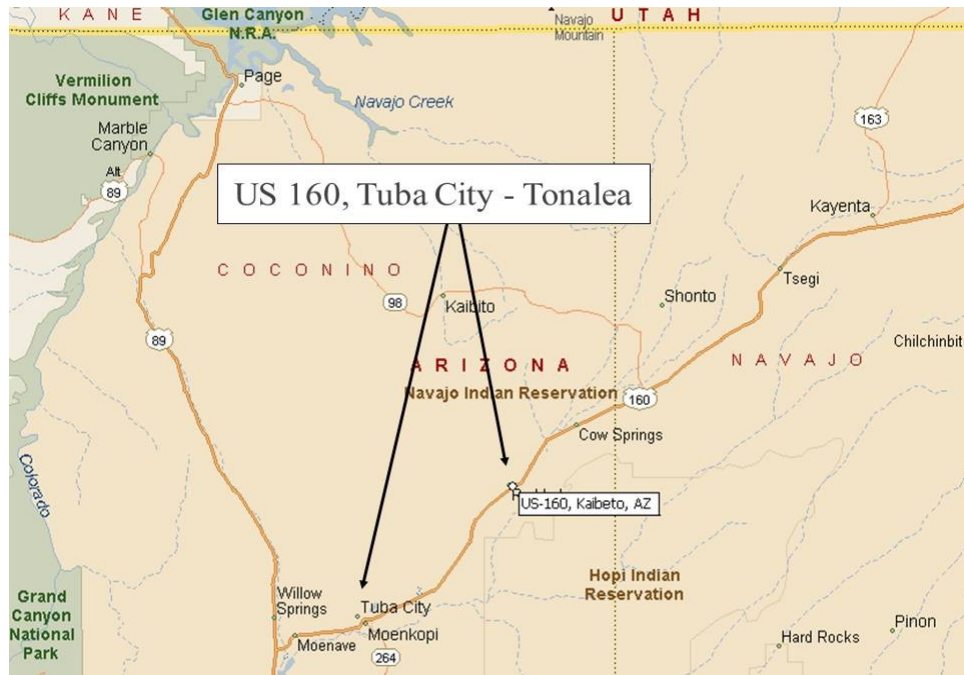 KANE
Glen Canyon
N.R.A.
Navajo
Mountain
UTAH
Vermilion
Cliffs Monument
Page
Navajo Creek
163
Marble
Canyon
Alt
89
US 160, Tuba City - Tonalea
Kayenta
COCONINO
Tsegi
98
Kaibito
Shonto
89
Chilchinbit
ARIZONA
NAVAJO
Navajo Indian Reservation
160
Cow Springs
Colorado
US-160, Kaibeto, AZ
Hopi Indian
Reservation
Grand
Canyon
National
Park
Willow
Springs
Tuba City
Moenkopi
Moenave
264
Hard Rocks
Pinon